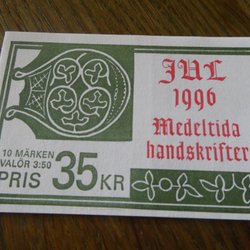 JUL
1996
Medeltida
handskrifter
10 MÄRKEN
VALÖR 3:50
PRIS 35 KR